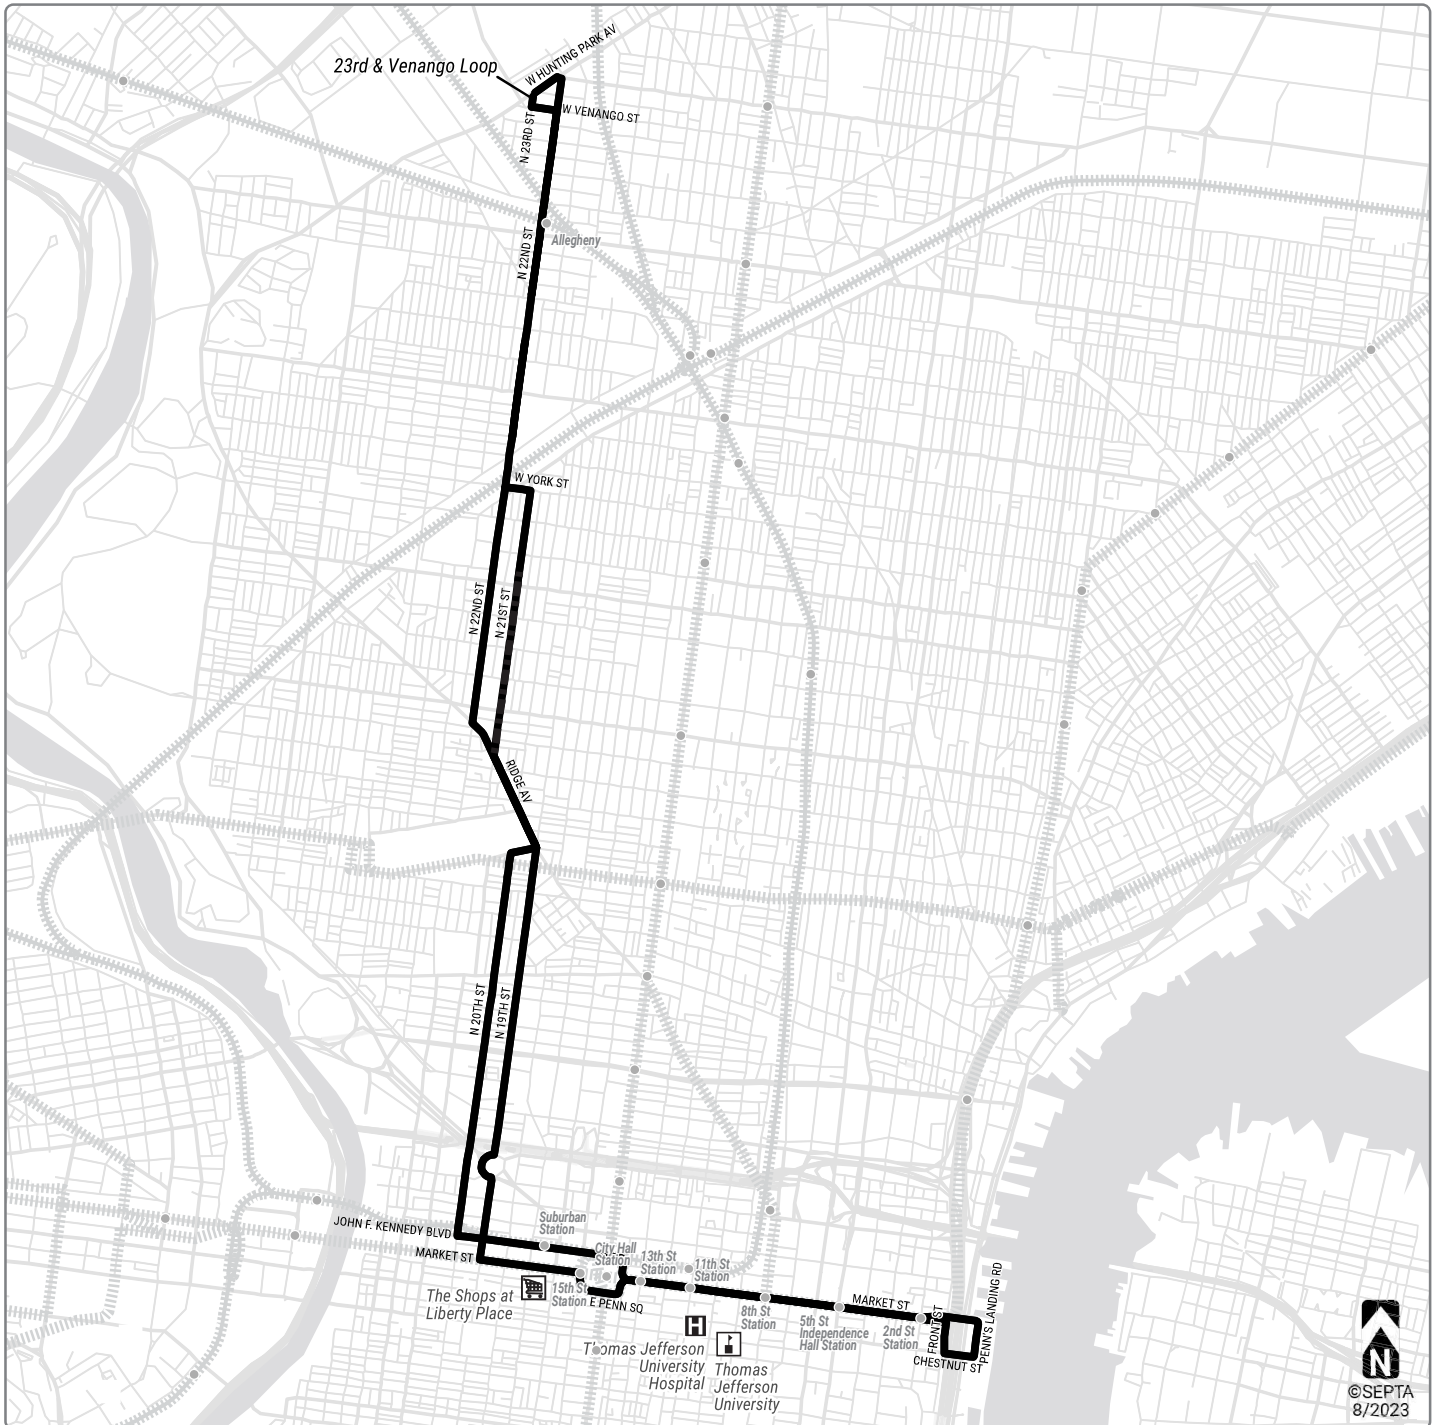 W HUNTING PARK AV
23rd & Venango Loop
W VENANGO ST
N 23RD ST
N 22ND ST
Allegheny
W YORK ST
N 22ND ST
N 21ST ST
RIDGE AV
N 20TH ST
N 19TH ST
JOHN F. KENNEDY BLVD
Suburban
Station
MARKET ST
City Hall
Station
13th St
Station
11th St
Station
The Shops at
Liberty Place
15th St
Station
E PENN SQ
8th St
Station
MARKET ST
5th St
Independence
Hall Station
2nd St
Station
FRONT ST
PENN'S LANDING RD
CHESTNUT ST
H
Thomas Jefferson
University
Hospital
Thomas
Jefferson
University
N
©SEPTA
8/2023